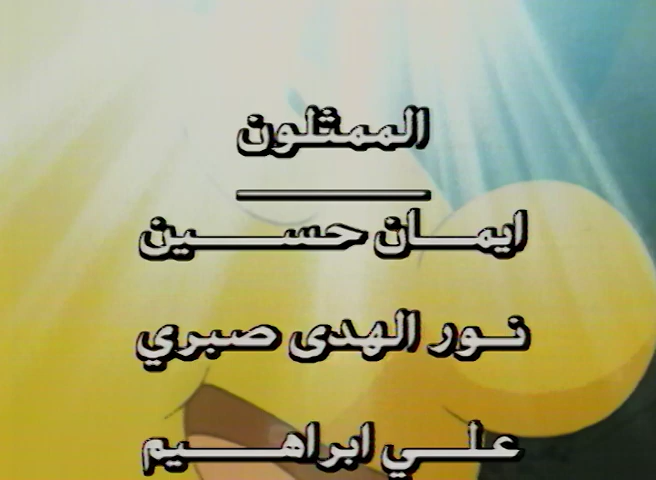 الممثلون
ايمان حسين
نور الهدى صبري
علي ابراهيم